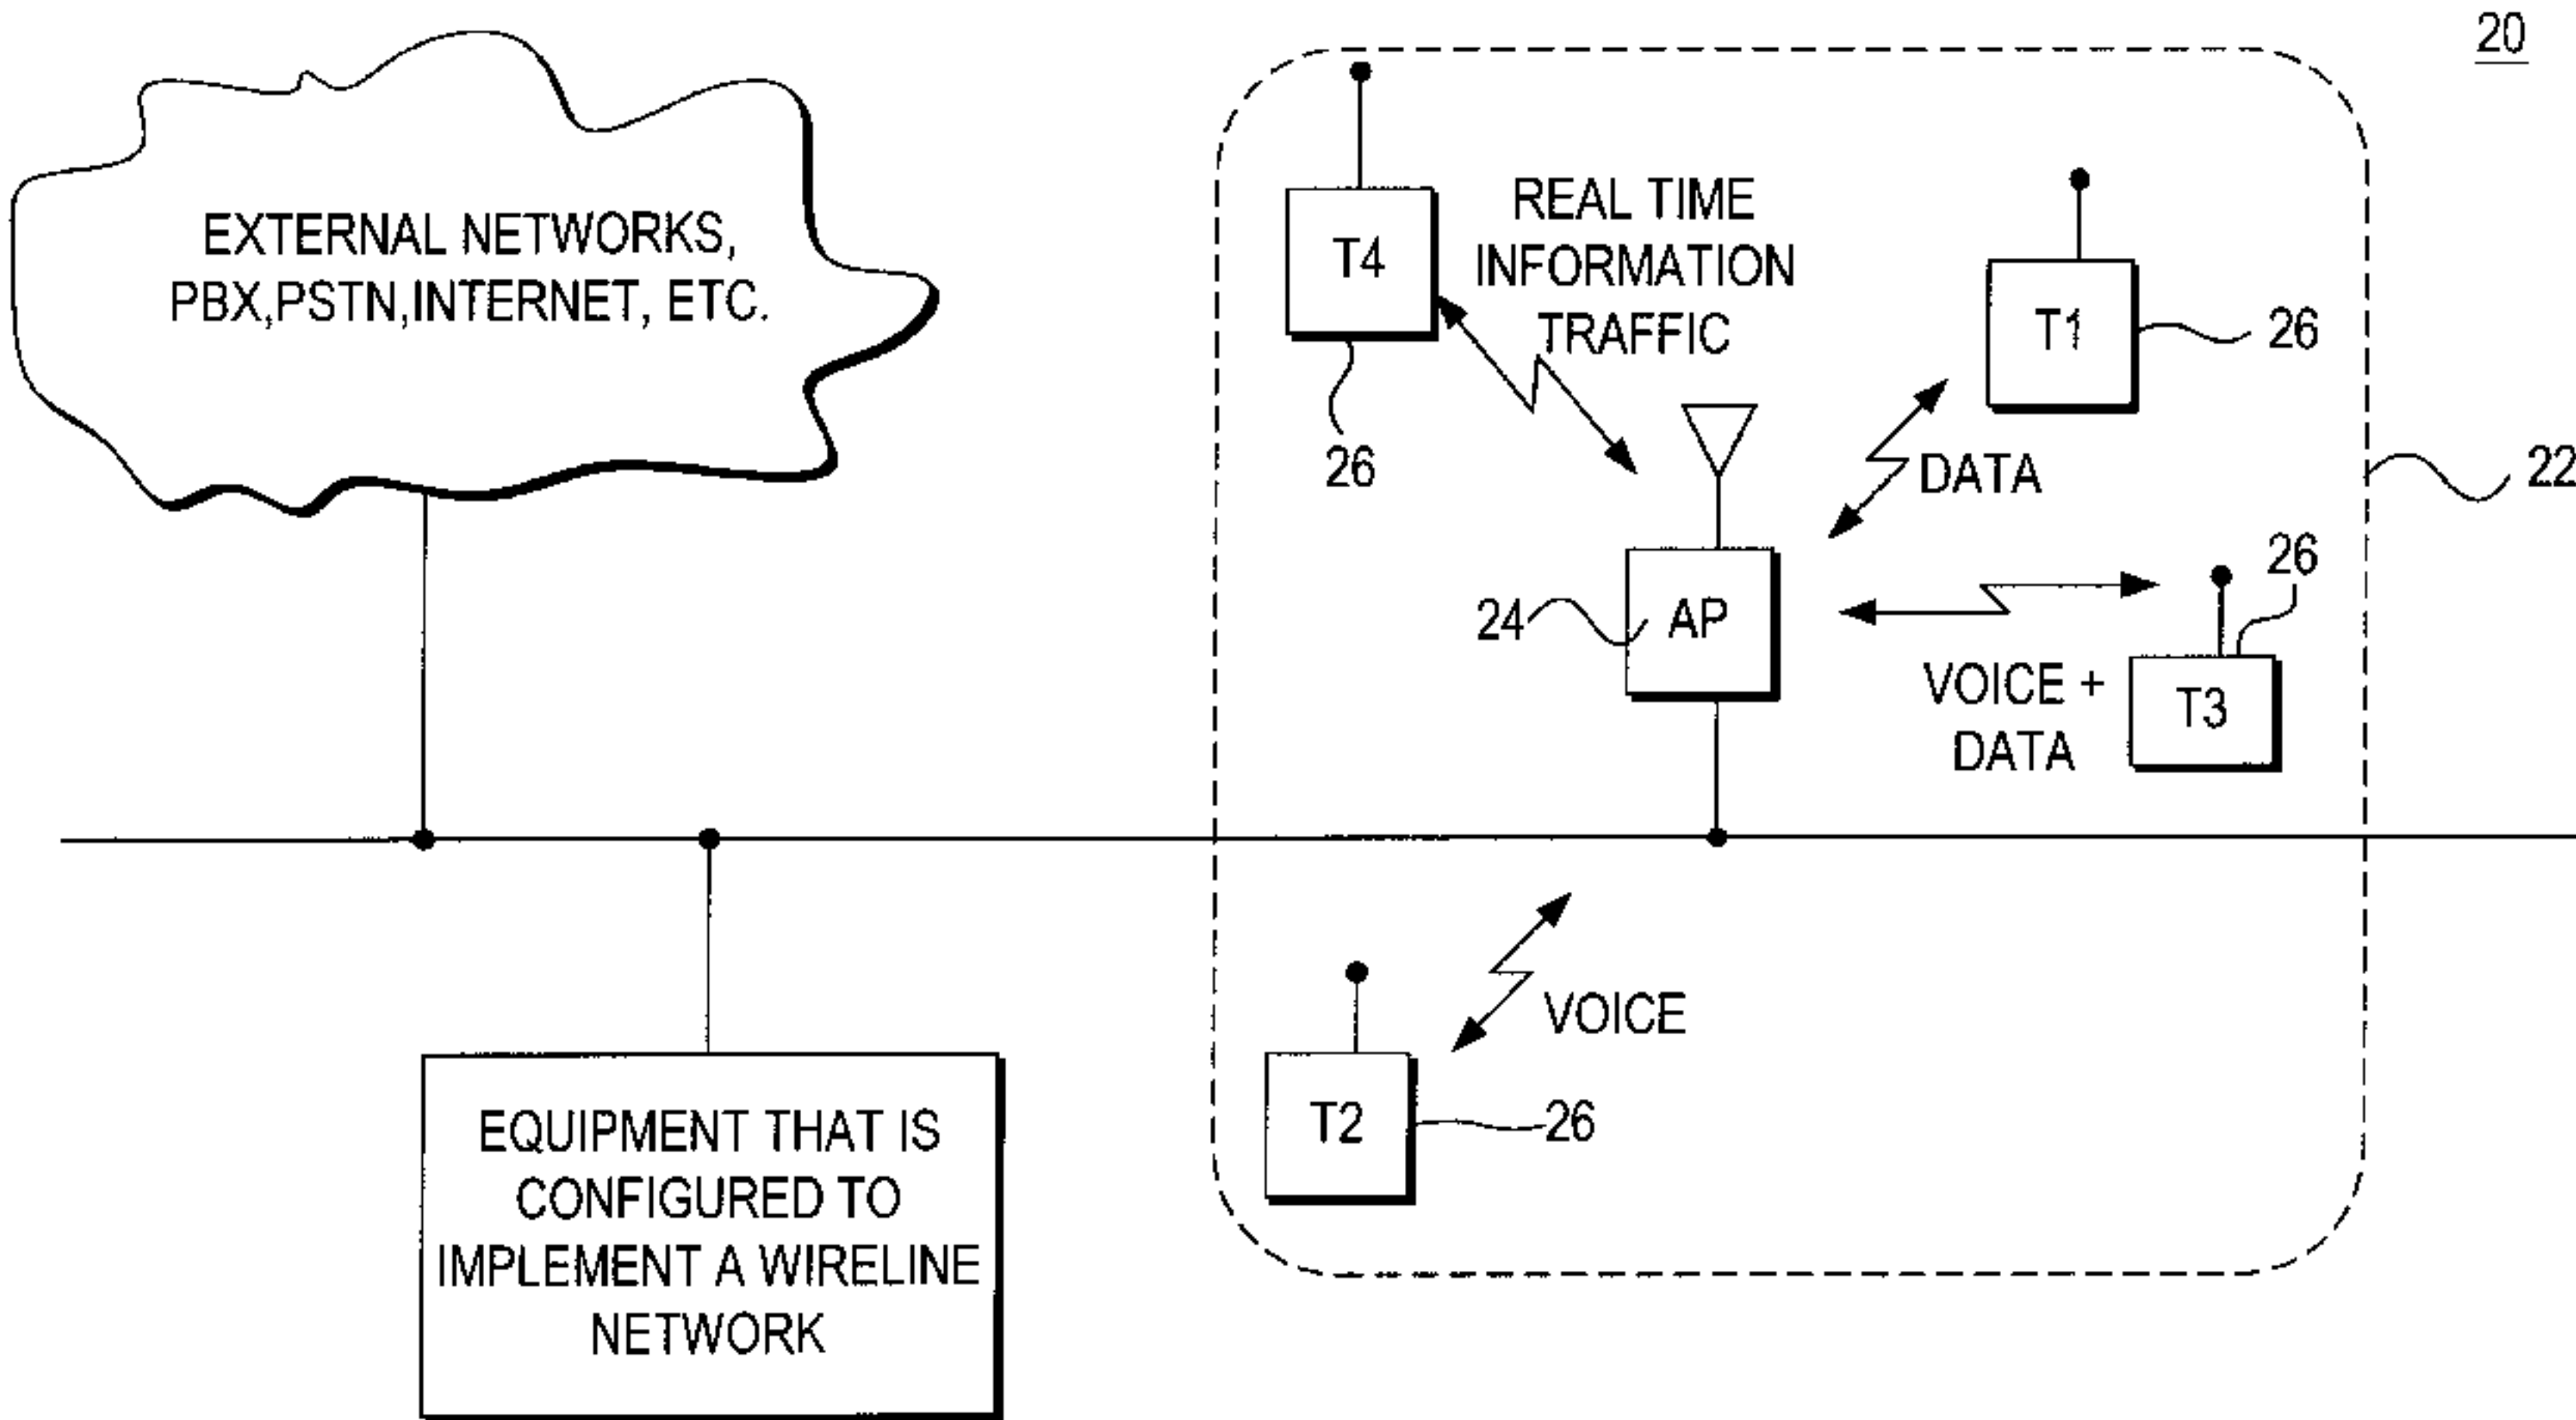 20
EXTERNAL NETWORKS,
PBX,PSTN,INTERNET, ETC.
T4
26
REAL TIME
INFORMATION
TRAFFIC
T1
26
DATA
22
24
AP
26
VOICE +
DATA
T3
VOICE
T2
26
EQUIPMENT THAT IS
CONFIGURED TO
IMPLEMENT A WIRELINE
NETWORK